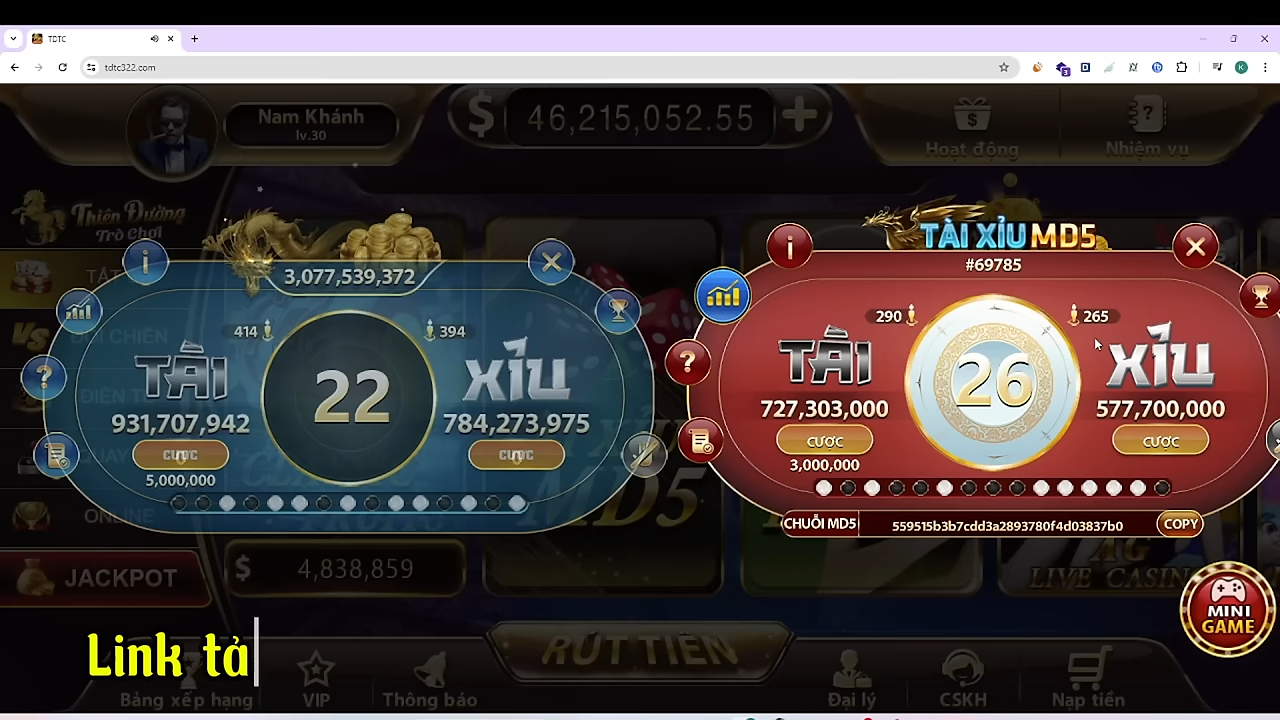 TDTC
tdtc322.com
Nam Khánh
lv.30
$ 46,215,052.55 +
Hoạt động
Nhiệm vụ
Thiên Đường
Trò Chơi
3,077,539,372
TÀI XỈU MD5
#69785
414
394
290
265
TÀI
22
XỈU
TÀI
26
XỈU
931,707,942
784,273,975
727,303,000
577,700,000
CƯỢC
CƯỢC
CƯỢC
CƯỢC
5,000,000
3,000,000
MD5
ONLINE
CHUỖI MD5
559515b3b7cdd3a2893780f4d03837b0
COPY
JACKPOT
$ 4,838,859
LIVE CASINO
MINI
GAME
Link tả
RÚT TIỀN
Bảng xếp hạng
VIP
Thông báo
Đại lý
CSKH
Nạp tiền